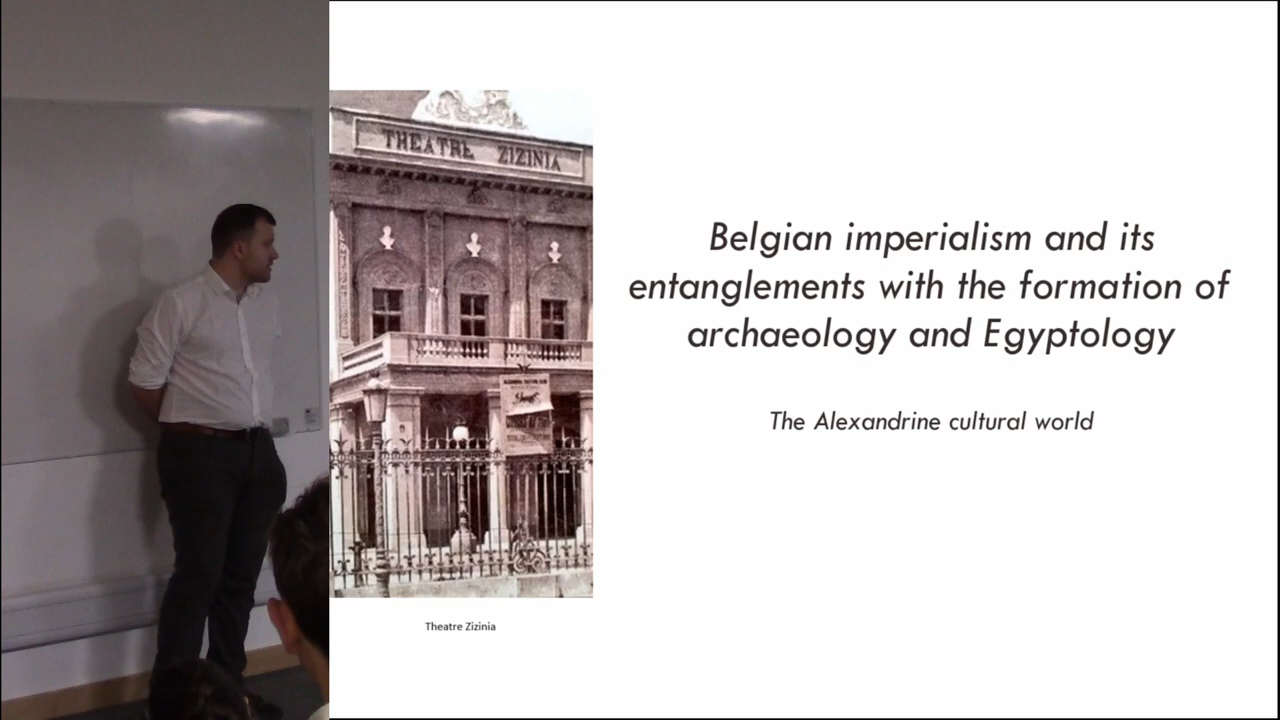 THEATRE ZIZINIA
Belgian imperialism and its
entanglements with the formation of
archaeology and Egyptology
The Alexandrine cultural world
Theatre Zizinia